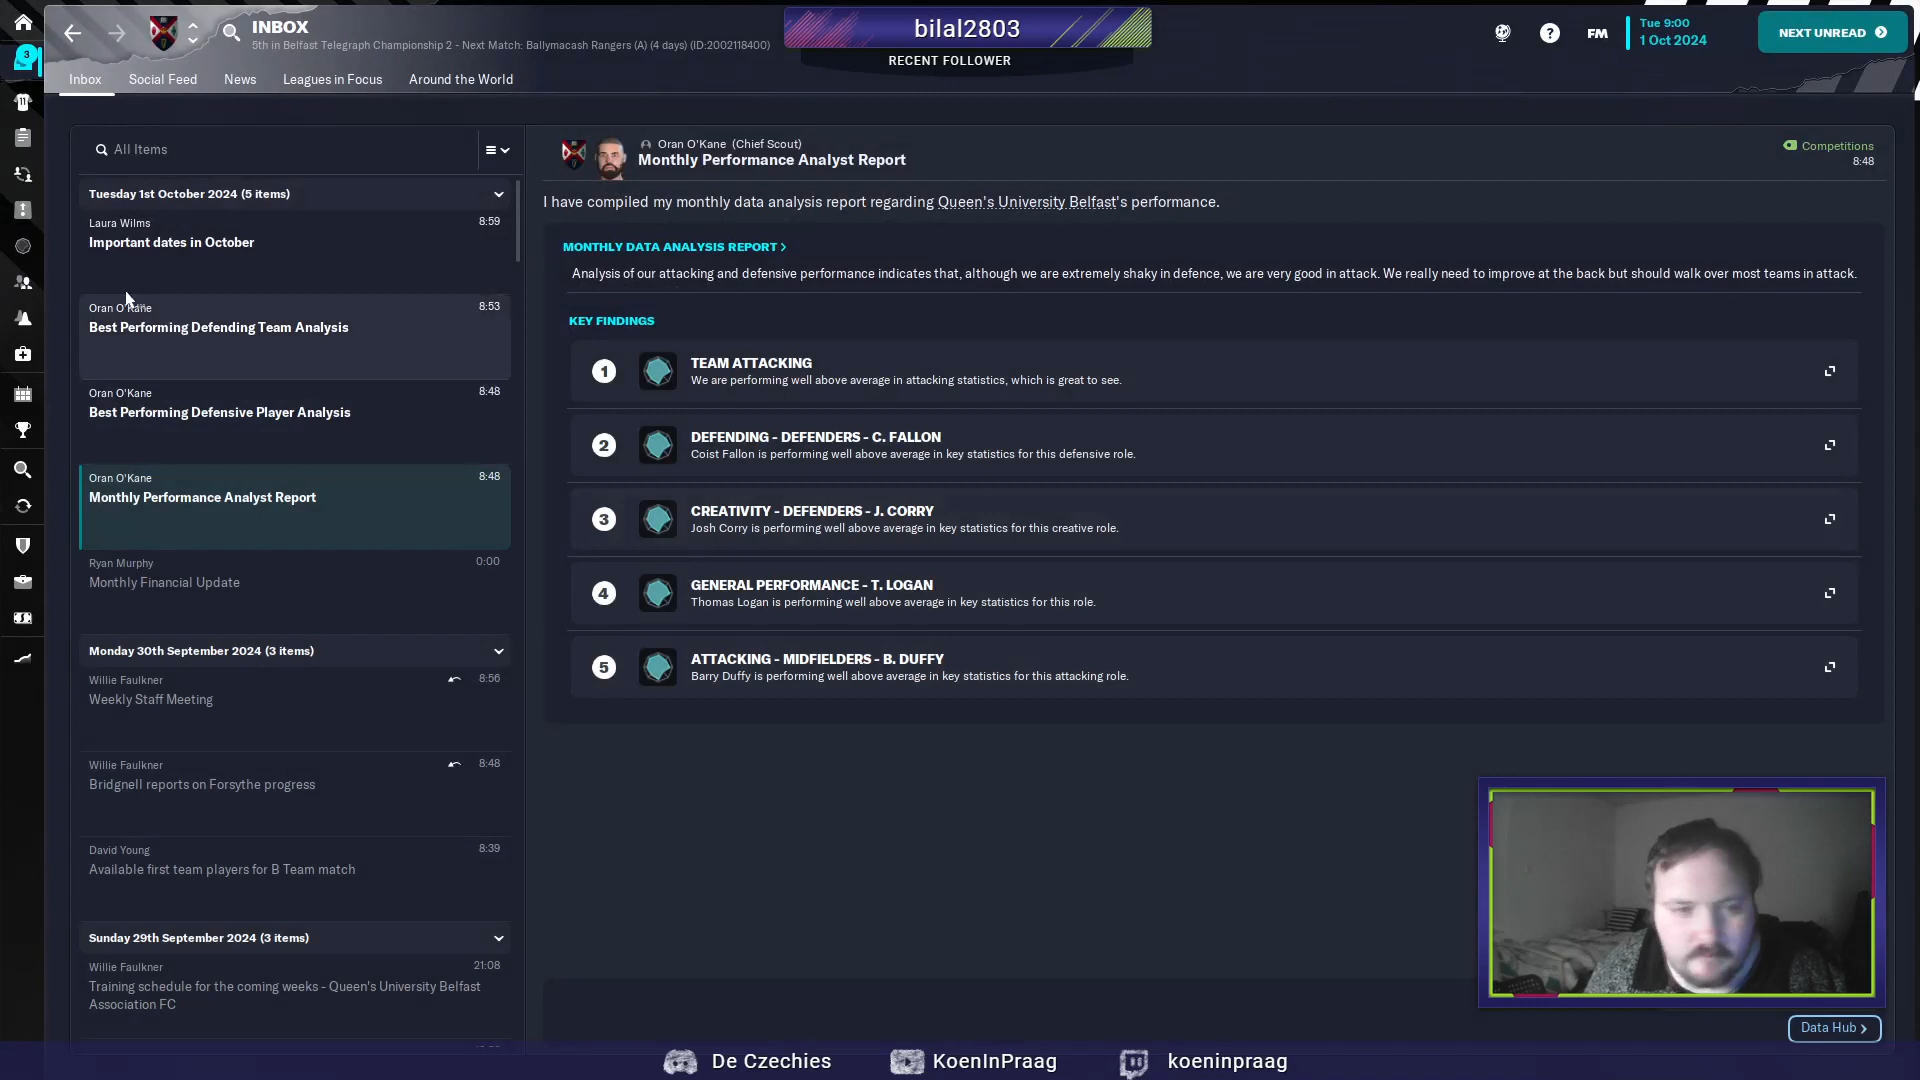 INBOX
5th in Belfast Telegraph Championship 2 - Next Match: Ballymacash Rangers (A) (4 days) (ID:2002118400)
bilal2803
RECENT FOLLOWER
FM
Tue 9:00
1 Oct 2024
NEXT UNREAD
3
Inbox
Social Feed
News
Leagues in Focus
Around the World
All Items
Tuesday 1st October 2024 (5 items)
Laura Wilms 8:59
Important dates in October
Oran O'Kane 8:53
Best Performing Defending Team Analysis
Oran O'Kane 8:48
Best Performing Defensive Player Analysis
Oran O'Kane 8:48
Monthly Performance Analyst Report
Ryan Murphy 0:00
Monthly Financial Update
Monday 30th September 2024 (3 items)
Willie Faulkner 8:56
Weekly Staff Meeting
Willie Faulkner 8:48
Bridgnell reports on Forsythe progress
David Young 8:39
Available first team players for B Team match
Sunday 29th September 2024 (3 items)
Willie Faulkner 21:08
Training schedule for the coming weeks - Queen's University Belfast
Association FC
Oran O'Kane (Chief Scout)
Monthly Performance Analyst Report
Competitions
8:48
I have compiled my monthly data analysis report regarding Queen's University Belfast's performance.
MONTHLY DATA ANALYSIS REPORT >
Analysis of our attacking and defensive performance indicates that, although we are extremely shaky in defence, we are very good in attack. We really need to improve at the back but should walk over most teams in attack.
KEY FINDINGS
1
TEAM ATTACKING
We are performing well above average in attacking statistics, which is great to see.
2
DEFENDING - DEFENDERS - C. FALLON
Coist Fallon is performing well above average in key statistics for this defensive role.
3
CREATIVITY - DEFENDERS - J. CORRY
Josh Corry is performing well above average in key statistics for this creative role.
4
GENERAL PERFORMANCE - T. LOGAN
Thomas Logan is performing well above average in key statistics for this role.
5
ATTACKING - MIDFIELDERS - B. DUFFY
Barry Duffy is performing well above average in key statistics for this attacking role.
Data Hub >
De Czechies
KoenInPraag
koeninpraag